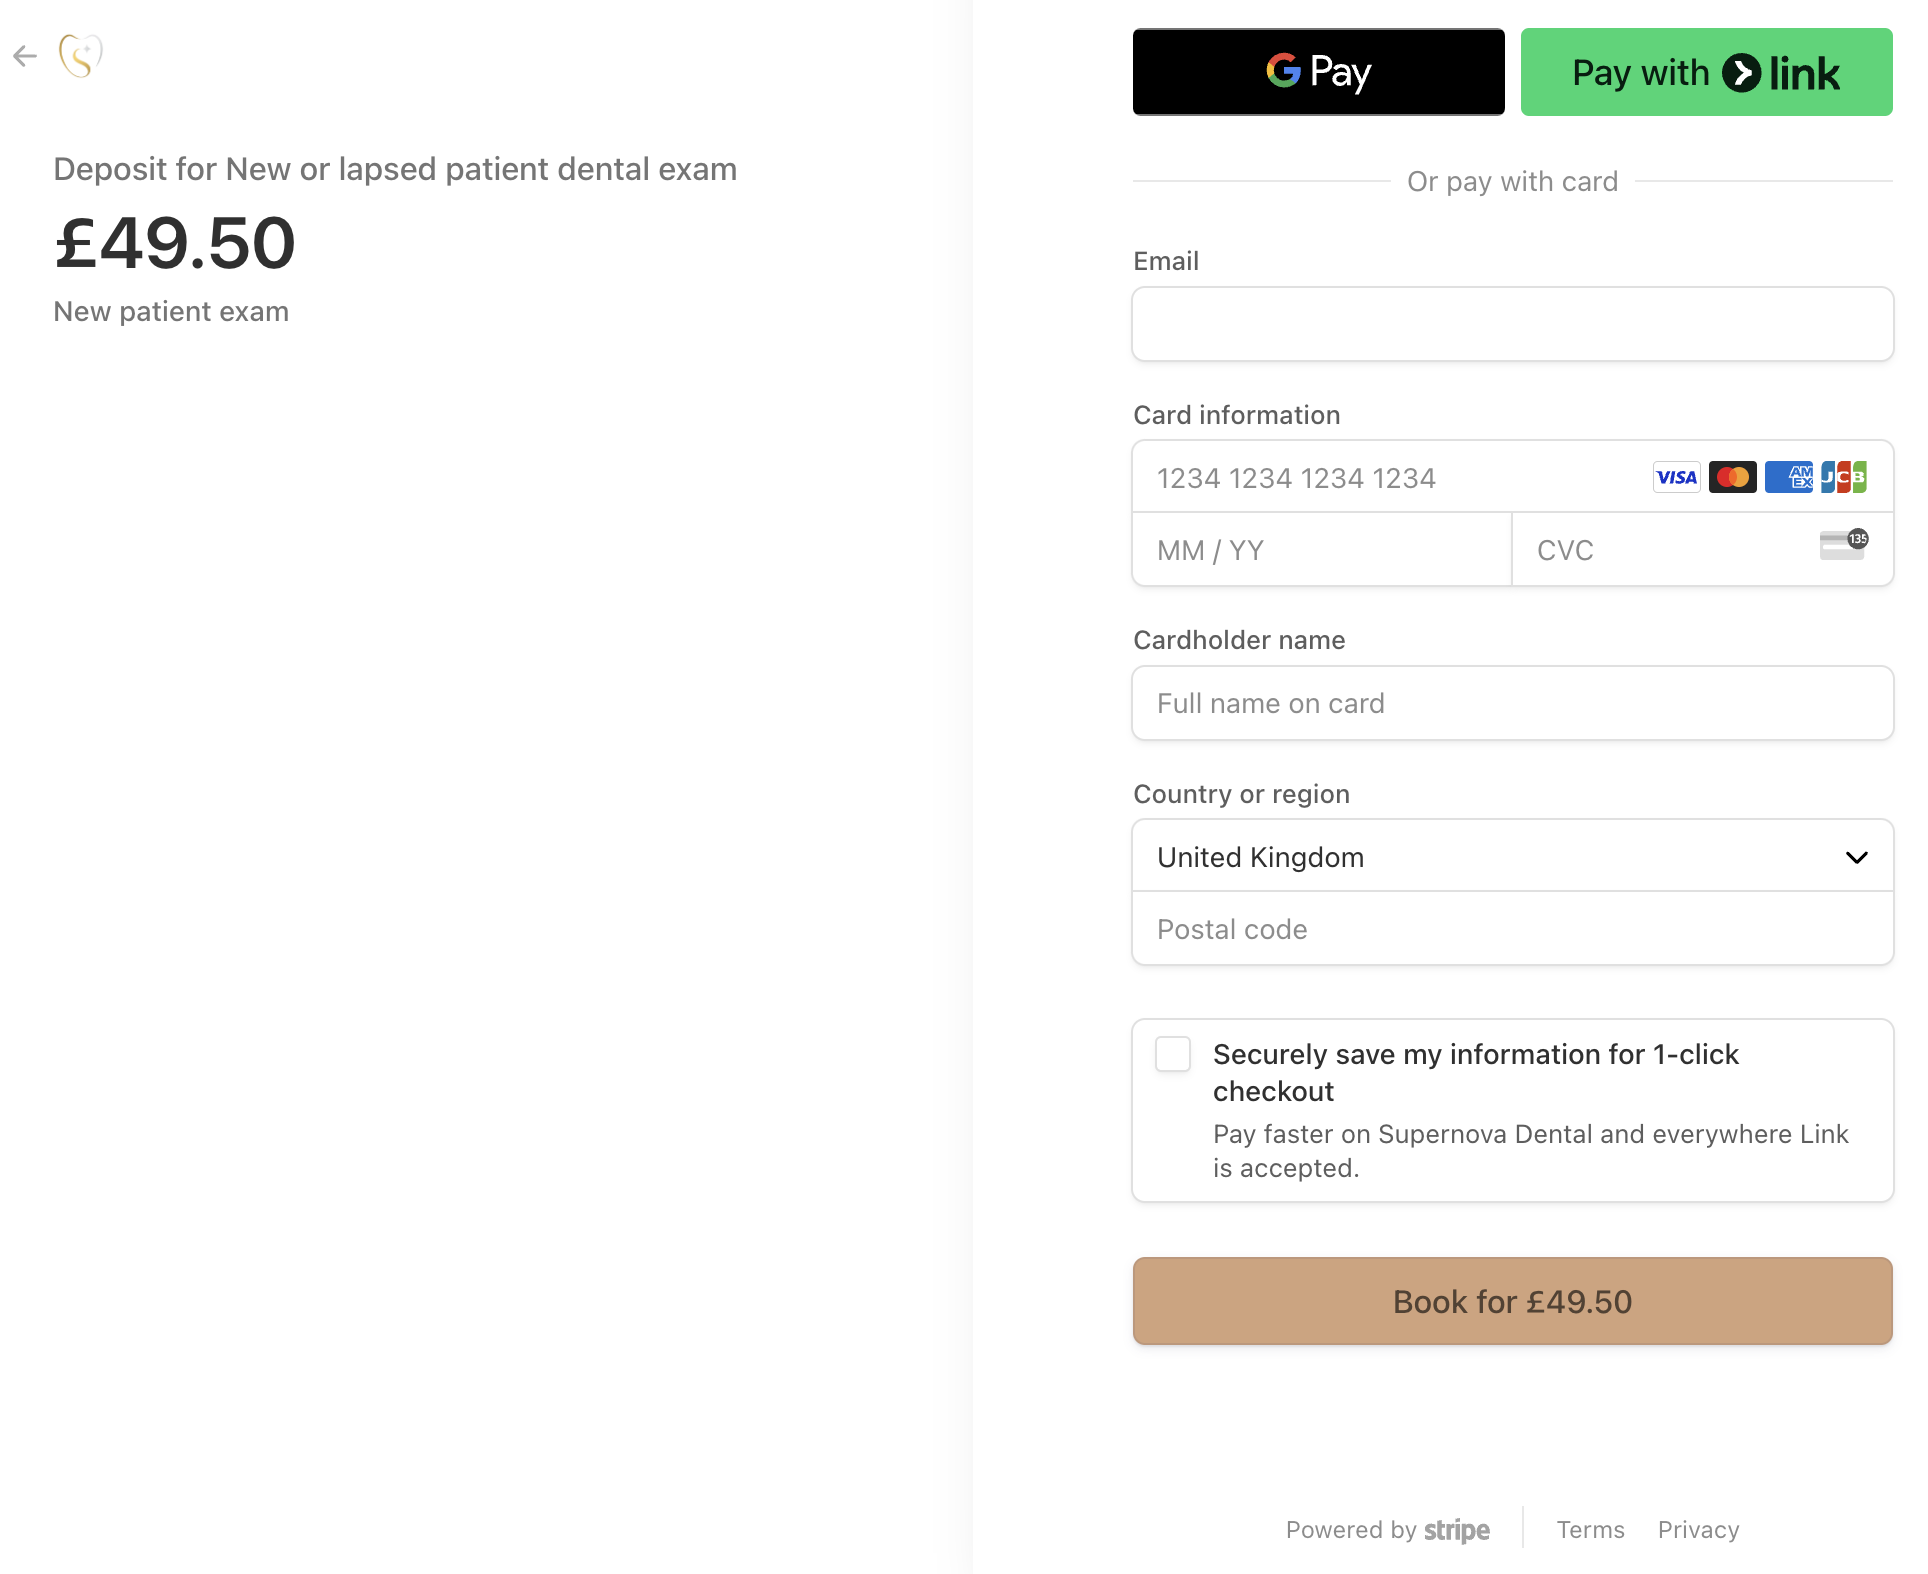 Deposit for New or lapsed patient dental exam
£49.50
New patient exam
G Pay
Pay with link
Or pay with card
Email
Card information
1234 1234 1234 1234
VISA
AM
EX
JCB
MM / YY
CVC
135
Cardholder name
Full name on card
Country or region
United Kingdom
Postal code
Securely save my information for 1-click
checkout
Pay faster on Supernova Dental and everywhere Link
is accepted.
Book for £49.50
Powered by stripe
Terms
Privacy